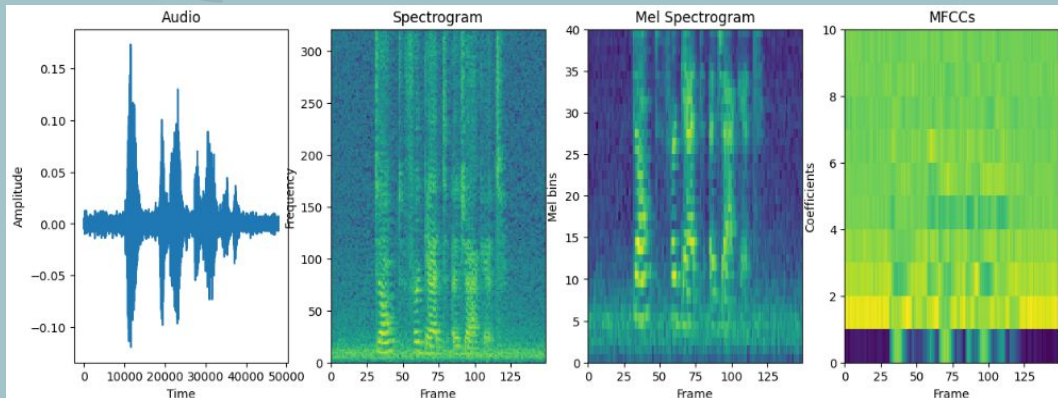 Audio
Spectrogram
Mel Spectrogram
MFCCs
Amplitude
0.15
0.10
0.05
0.00
−0.05
−0.10
0 10000 20000 30000 40000 50000
Time
Frequency
300
250
200
150
100
50
0
0 25 50 75 100 125
Frame
Mel bins
40
35
30
25
20
15
10
5
0
0 25 50 75 100 125
Frame
Coefficients
10
8
6
4
2
0
0 25 50 75 100 125
Frame